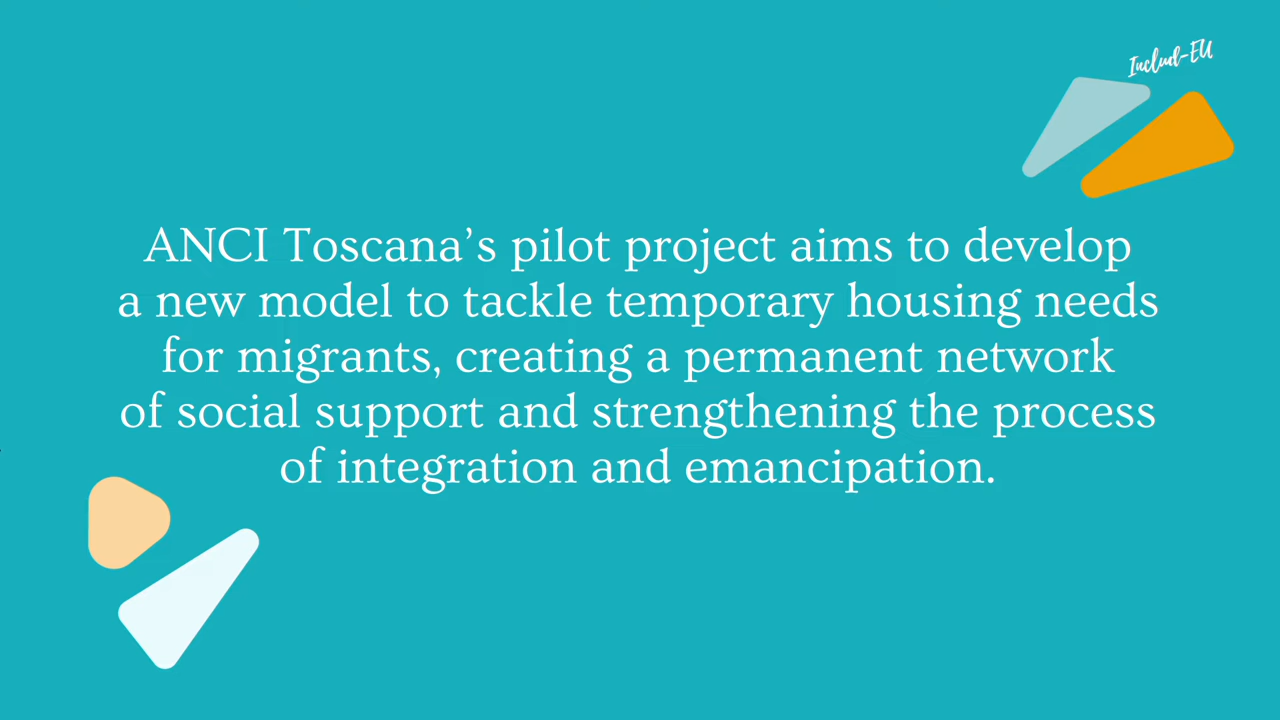 Includ-EU
ANCI Toscana’s pilot project aims to develop
a new model to tackle temporary housing needs
for migrants, creating a permanent network
of social support and strengthening the process
of integration and emancipation.